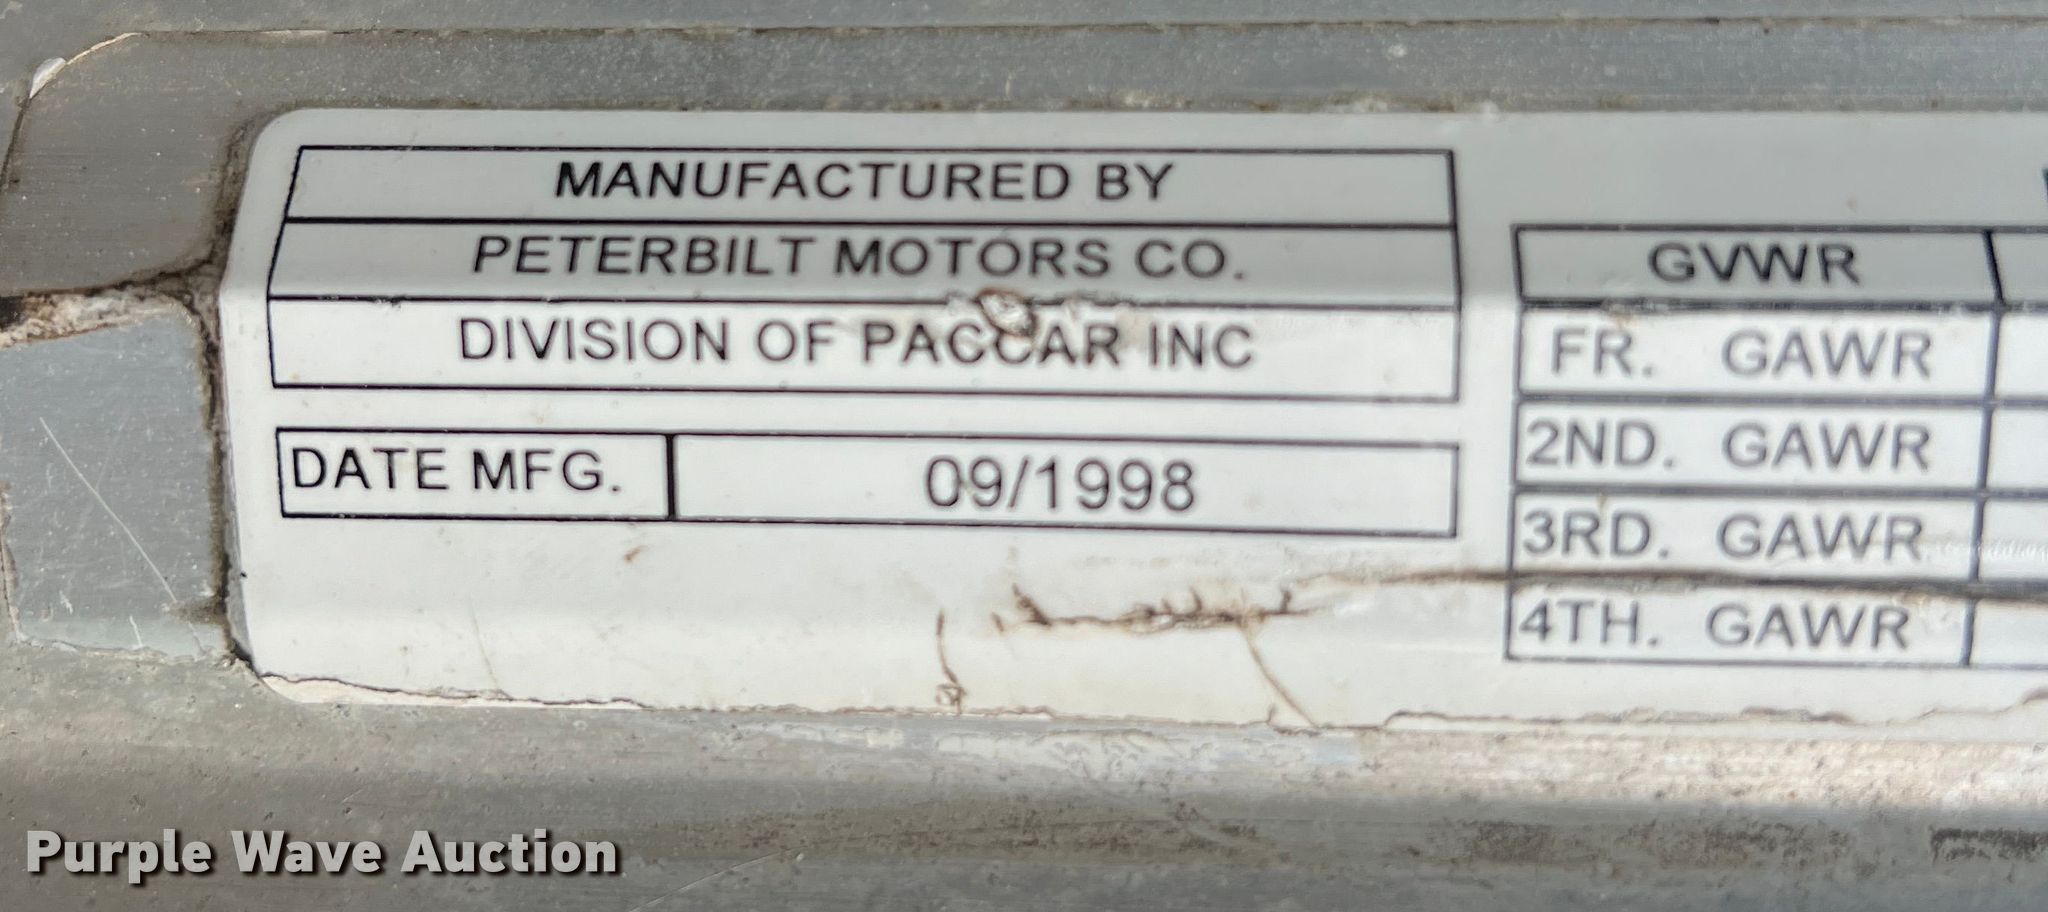 MANUFACTURED BY
PETERBILT MOTORS CO.
DIVISION OF PACCAR INC
DATE MFG. 09/1998
GVWR
FR. GAWR
2ND. GAWR
3RD. GAWR
4TH. GAWR
Purple Wave Auction